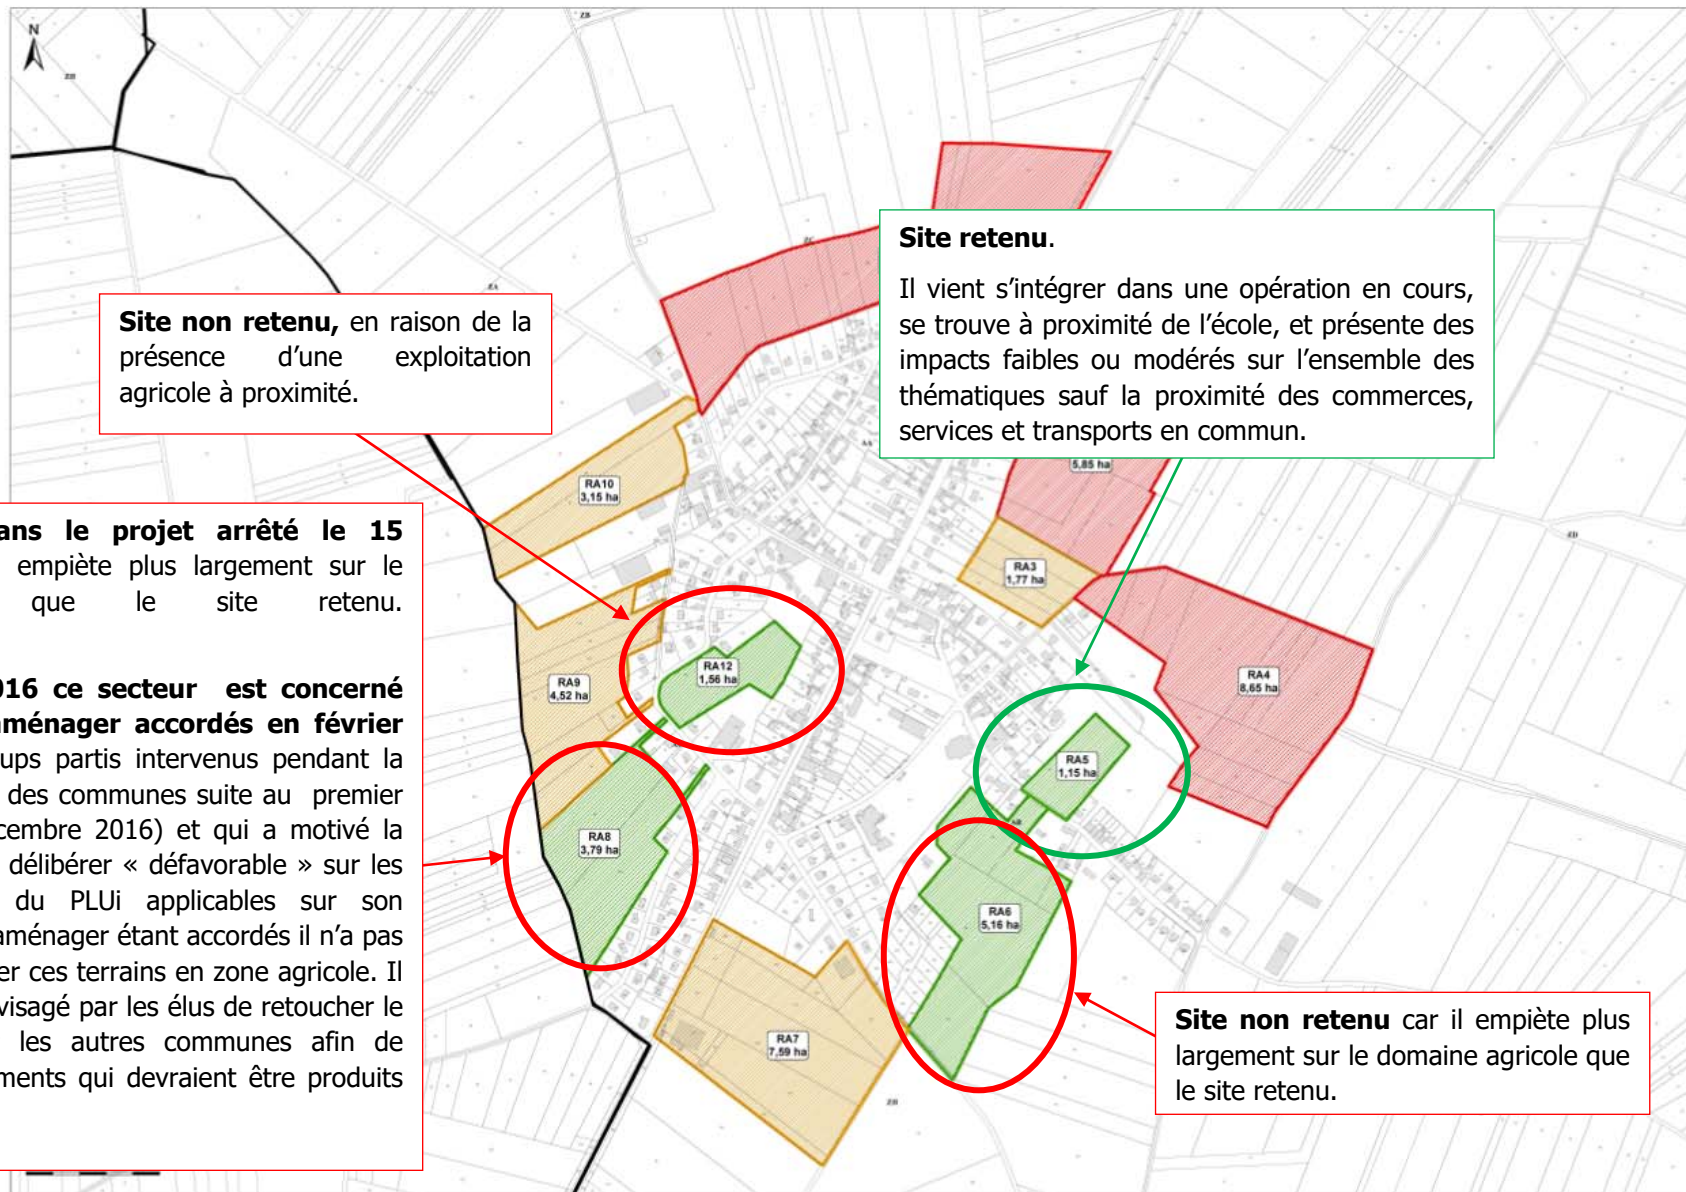 N
ZB
ZH
ZC
ZA
Site retenu.
Il vient s'intégrer dans une opération en cours,
se trouve à proximité de l'école, et présente des
impacts faibles ou modérés sur l'ensemble des
thématiques sauf la proximité des commerces,
services et transports en commun.
Site non retenu, en raison de la
présence d'une exploitation
agricole à proximité.
5,85 ha
RA10
3,15 ha
ans le projet arrêté le 15
empiète plus largement sur le
que le site retenu.
016 ce secteur est concerné
aménager accordés en février
ups partis intervenus pendant la
des communes suite au premier
cembre 2016) et qui a motivé la
délibérer « défavorable » sur les
du PLUi applicables sur son
aménager étant accordés il n'a pas
er ces terrains en zone agricole. Il
visagé par les élus de retoucher le
les autres communes afin de
ments qui devraient être produits
ZD
RA3
1,77 ha
RA12
1,56 ha
RA9
4,52 ha
RA4
8,65 ha
RA5
1,15 ha
AB
RA8
3,79 ha
RA6
5,16 ha
RA7
7,59 ha
Site non retenu car il empiète plus
largement sur le domaine agricole que
le site retenu.